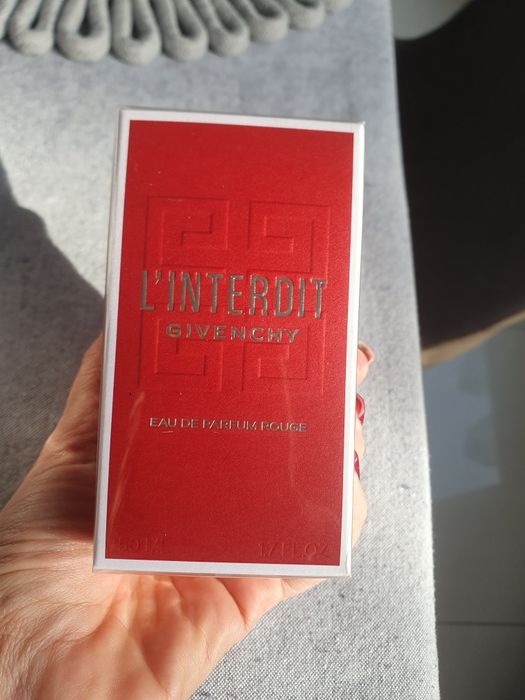 L'INTERDIT
GIVENCHY
EAU DE PARFUM ROUGE
50 ML 1.7 FL.OZ